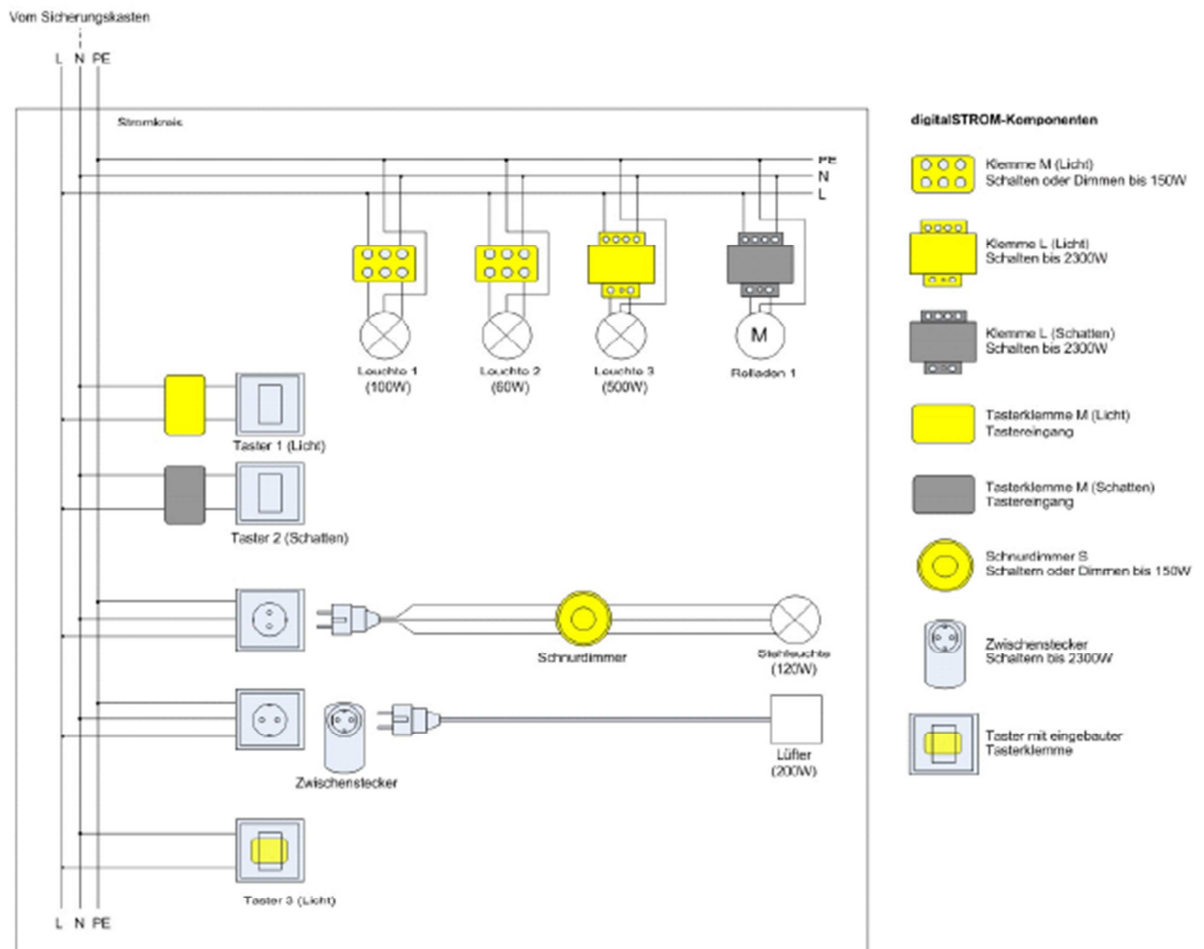 Vom Sicherungskasten
L N PE
Stromkreis
PE
N
L
Leuchte 1
(100W)
Leuchte 2
(60W)
Leuchte 3
(500W)
M
Rolladen 1
Taster 1 (Licht)
Taster 2 (Schatten)
Schnurdimmer
Stehleuchte
(120W)
Zwischenstecker
Lüfter
(200W)
Taster 3 (Licht)
L N PE
digitalSTROM-Komponenten
Klemme M (Licht)
Schalten oder Dimmen bis 150W
Klemme L (Licht)
Schalten bis 2300W
Klemme L (Schatten)
Schalten bis 2300W
Tasterklemme M (Licht)
Tastereingang
Tasterklemme M (Schatten)
Tastereingang
Schnurdimmer S
Schaltern oder Dimmen bis 150W
Zwischenstecker
Schaltern bis 2300W
Taster mit eingebauter
Tasterklemme